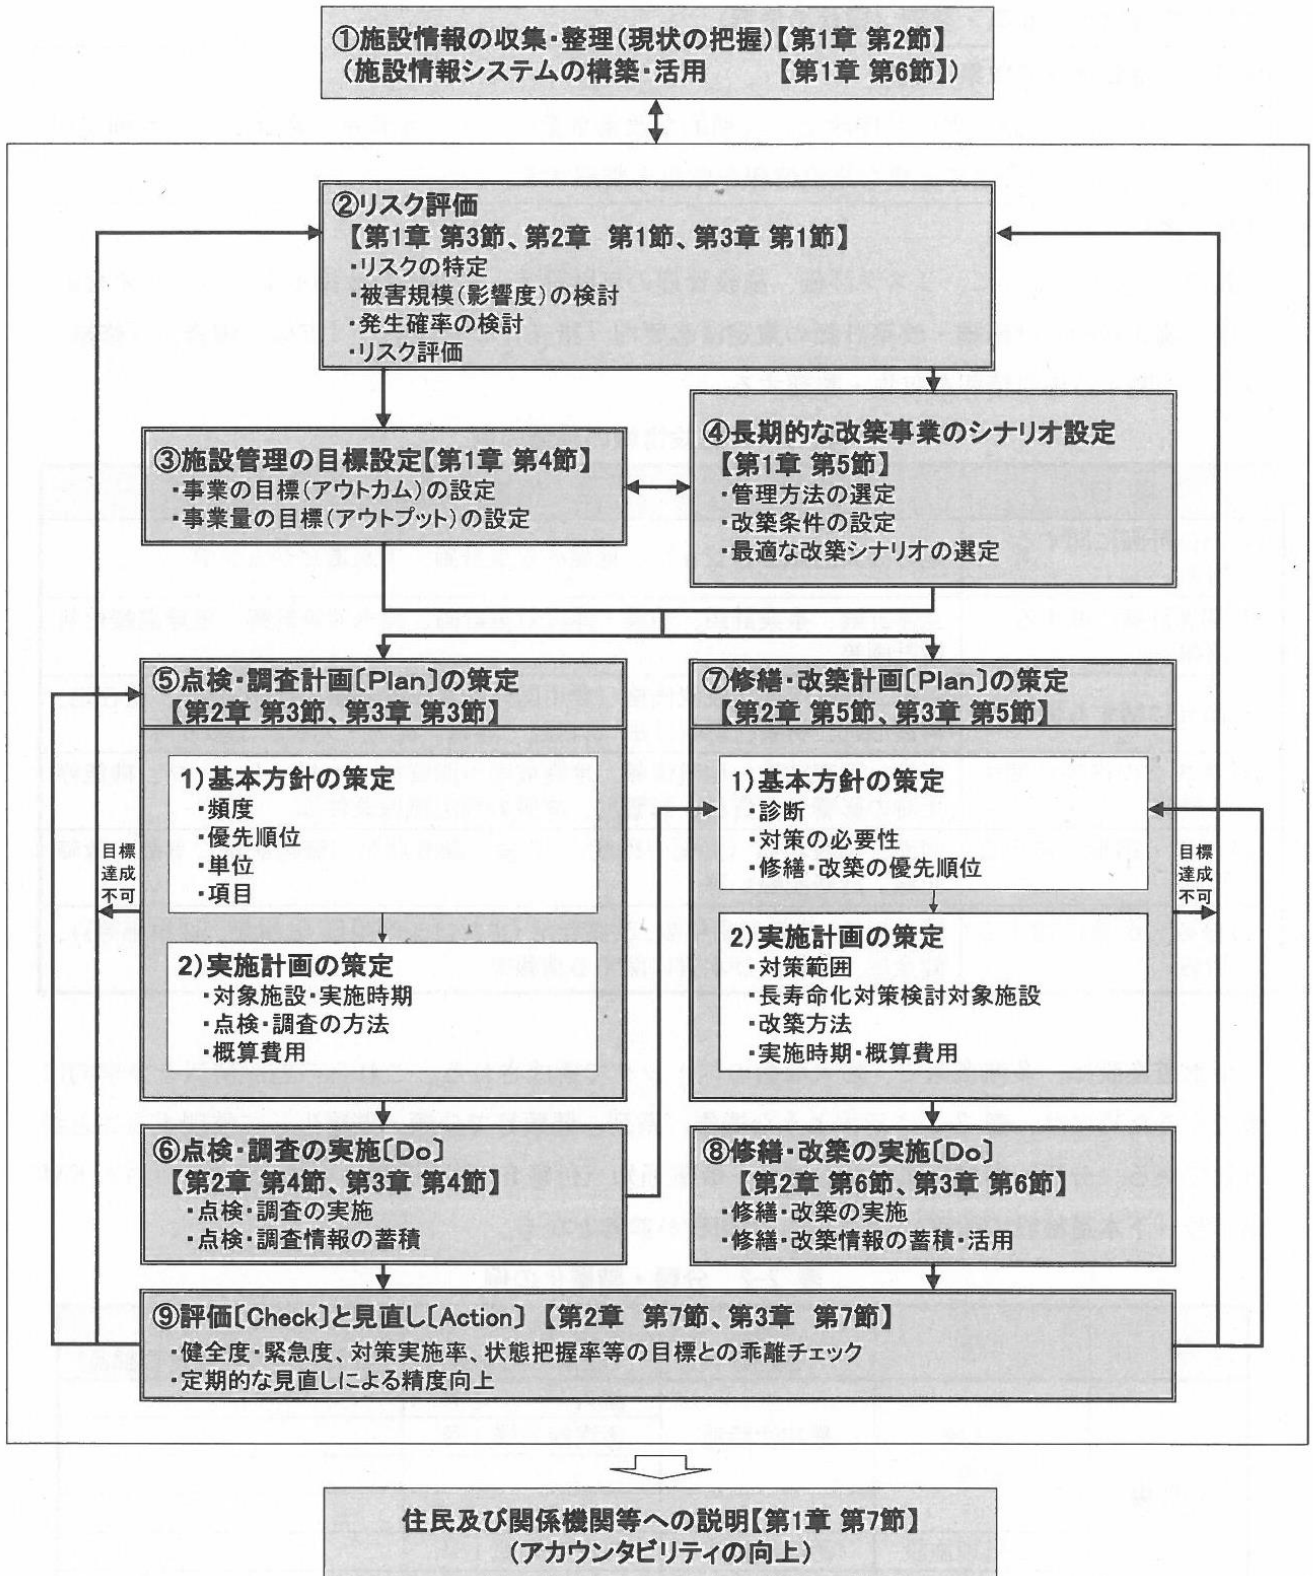 ①施設情報の収集・整理(現状の把握)【第1章 第2節】
(施設情報システムの構築・活用 【第1章 第6節】)
②リスク評価
【第1章 第3節、第2章 第1節、第3章 第1節】
・リスクの特定
・被害規模(影響度)の検討
・発生確率の検討
・リスク評価
③施設管理の目標設定【第1章 第4節】
・事業の目標(アウトカム)の設定
・事業量の目標(アウトプット)の設定
④長期的な改築事業のシナリオ設定
【第1章 第5節】
・管理方法の選定
・改築条件の設定
・最適な改築シナリオの選定
⑤点検・調査計画〔Plan〕の策定
【第2章 第3節、第3章 第3節】
1)基本方針の策定
・頻度
・優先順位
・単位
・項目
2)実施計画の策定
・対象施設・実施時期
・点検・調査の方法
・概算費用
目標
達成
不可
⑦修繕・改築計画〔Plan〕の策定
【第2章 第5節、第3章 第5節】
1)基本方針の策定
・診断
・対策の必要性
・修繕・改築の優先順位
2)実施計画の策定
・対策範囲
・長寿命化対策検討対象施設
・改築方法
・実施時期・概算費用
目標
達成
不可
⑥点検・調査の実施〔Do〕
【第2章 第4節、第3章 第4節】
・点検・調査の実施
・点検・調査情報の蓄積
⑧修繕・改築の実施〔Do〕
【第2章 第6節、第3章 第6節】
・修繕・改築の実施
・修繕・改築情報の蓄積・活用
⑨評価〔Check〕と見直し〔Action〕【第2章 第7節、第3章 第7節】
・健全度・緊急度、対策実施率、状態把握率等の目標との乖離チェック
・定期的な見直しによる精度向上
住民及び関係機関等への説明【第1章 第7節】
(アカウンタビリティの向上)